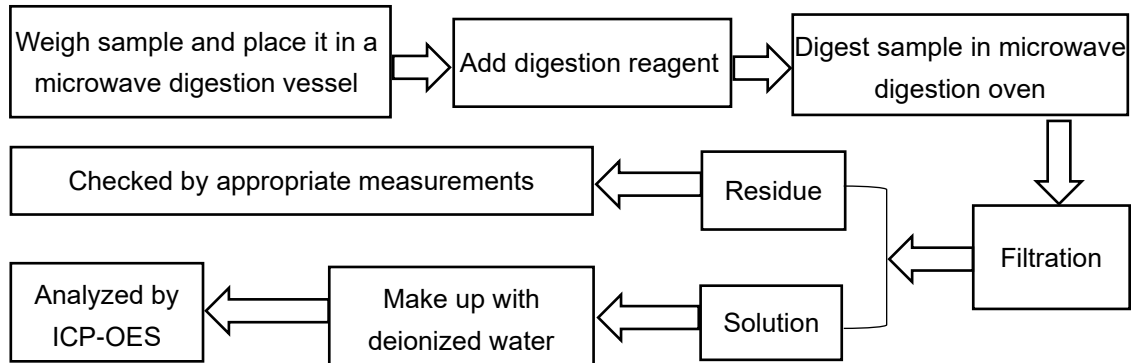 Weigh sample and place it in a
microwave digestion vessel
Add digestion reagent
Digest sample in microwave
digestion oven
Checked by appropriate measurements
Residue
Filtration
Analyzed by
ICP-OES
Make up with
deionized water
Solution